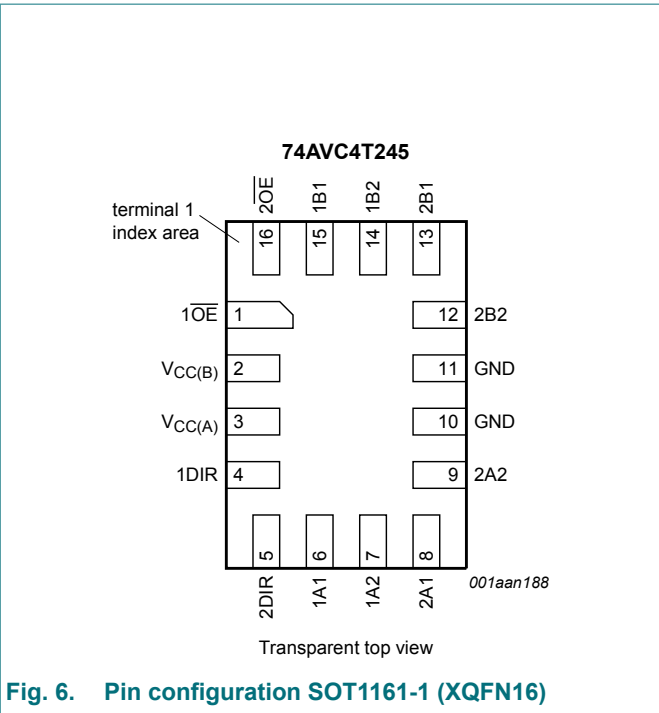 74AVC4T245
terminal 1
index area
2O̅E̅
1B1
1B2
2B1
16
15
14
13
1O̅E̅
1
12
2B2
VCC(B)
2
11
GND
VCC(A)
3
10
GND
1DIR
4
9
2A2
5
6
7
8
2DIR
1A1
1A2
2A1
001aan188
Transparent top view
Fig. 6. Pin configuration SOT1161-1 (XQFN16)